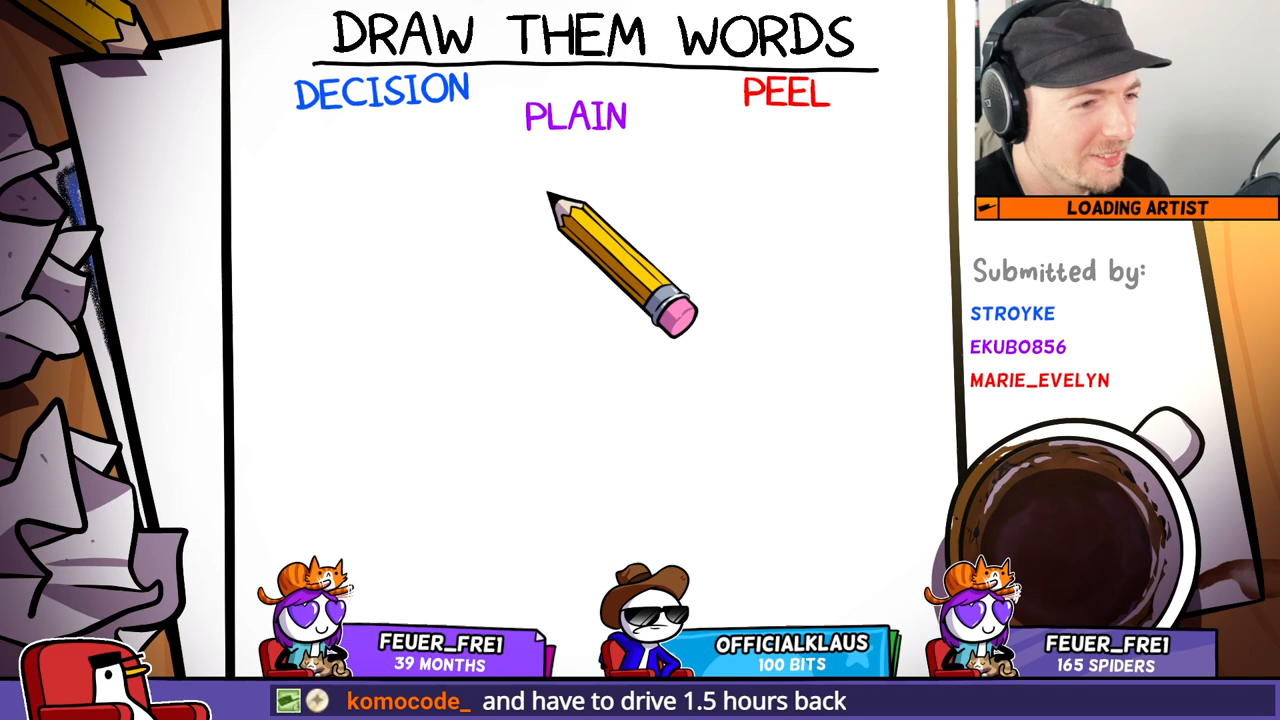 DRAW THEM WORDS
DECISION
PLAIN
PEEL
LOADING ARTIST
Submitted by:
STROYKE
EKUBO856
MARIE_EVELYN
FEUER_FREI
39 MONTHS
OFFICIALKLAUS
100 BITS
FEUER_FREI
165 SPIDERS
komocode_ and have to drive 1.5 hours back